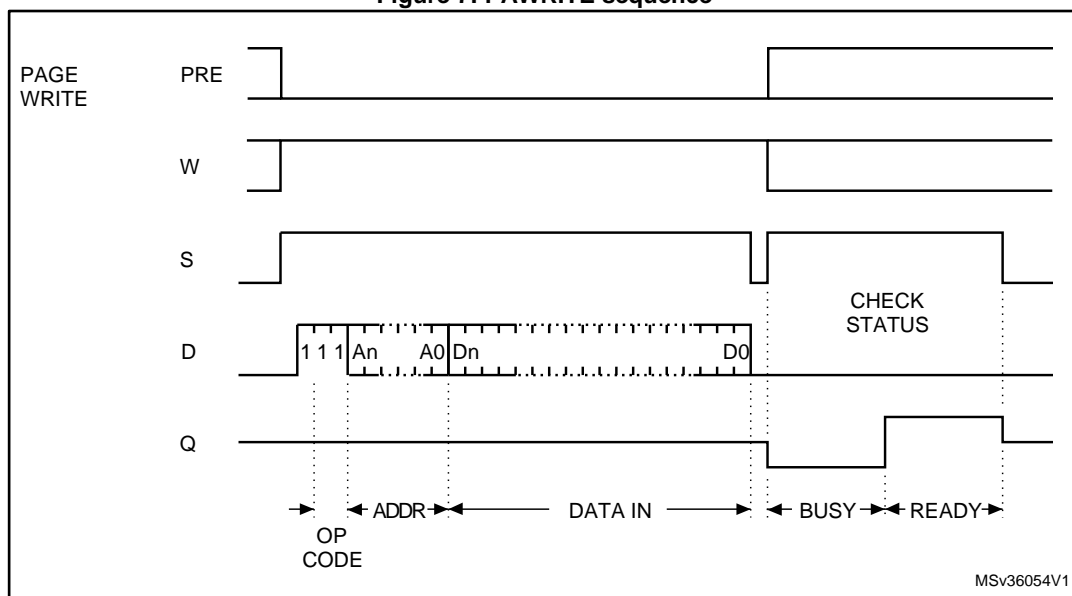 Figure PAWRITE sequence
PAGE
WRITE
PRE
W
S
CHECK
STATUS
D
1 1 1 An A0 Dn D0
Q
ADDR DATA IN BUSY READY
OP
CODE
MSv36054V1